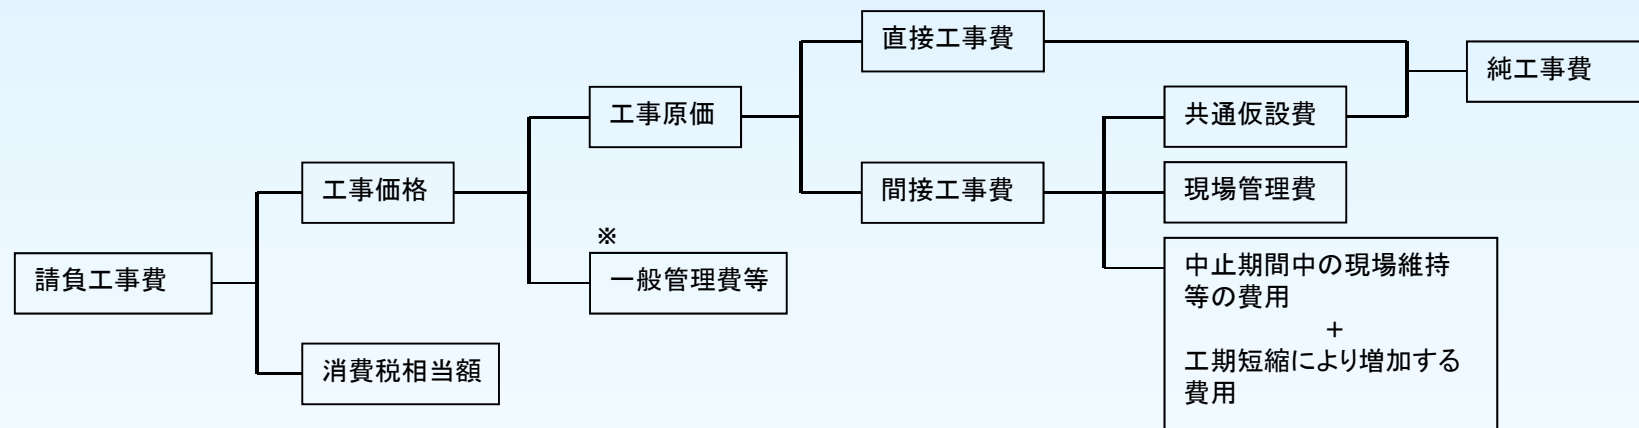 直接工事費
純工事費
工事原価
共通仮設費
工事価格
間接工事費
現場管理費
※
請負工事費
一般管理費等
中止期間中の現場維持
等の費用
+
工期短縮により増加する
費用
消費税相当額